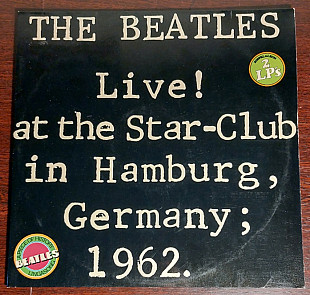 THE BEATLES
2
LPs
Live!
at the Star-Club
in Hamburg,
Germany;
1962.
BEATLES